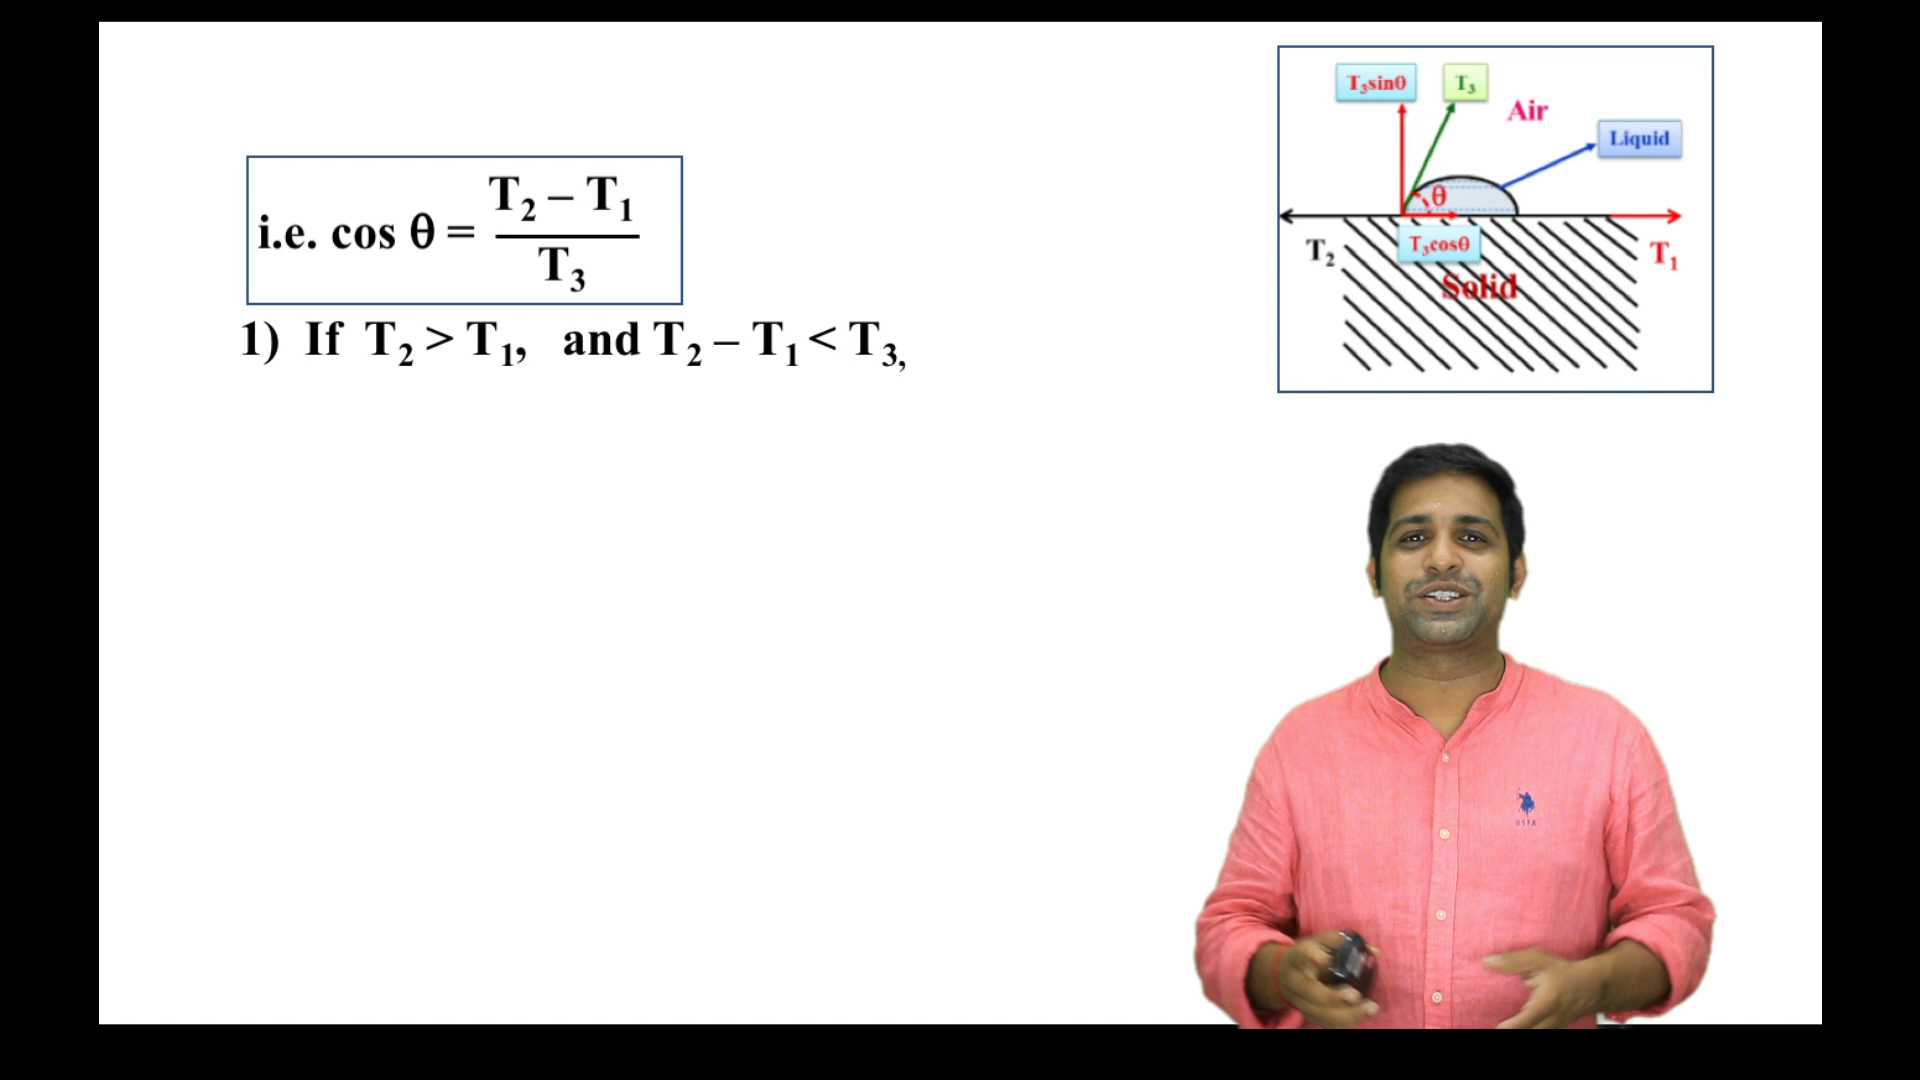 i.e. cos θ = T₂ – T₁ / T₃
1) If T₂ > T₁, and T₂ – T₁ < T₃,
T₃sinθ
T₃
Air
Liquid
θ
T₂
T₃cosθ
T₁
Solid
USPA